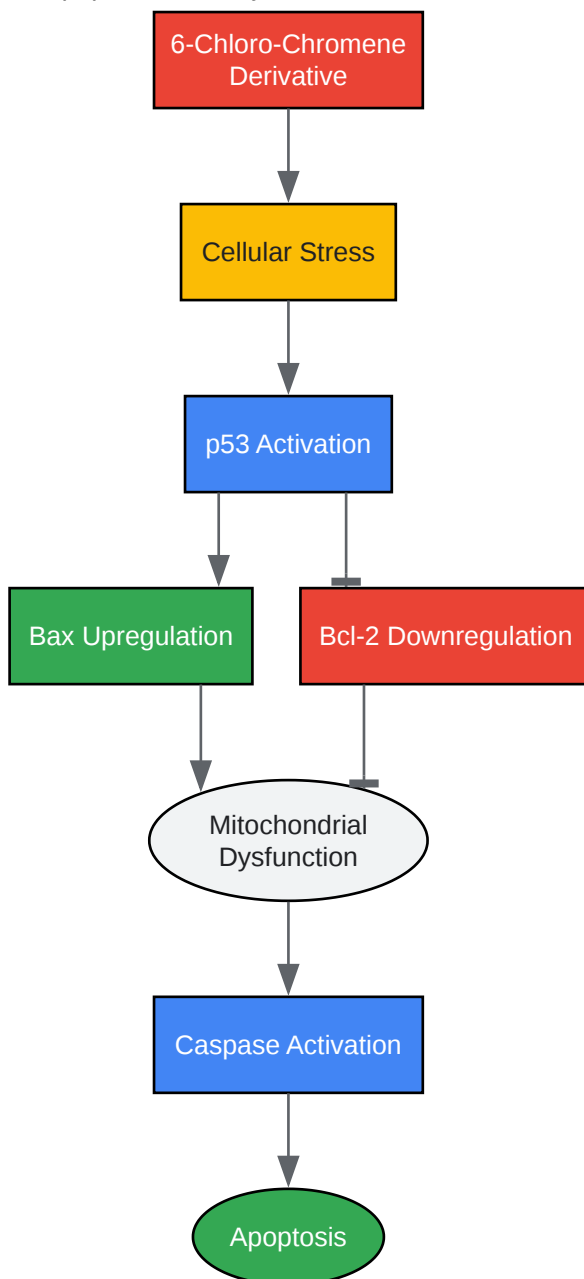 6-Chloro-Chromene
Derivative
Cellular Stress
p53 Activation
Bax Upregulation
Bcl-2 Downregulation
Mitochondrial
Dysfunction
Caspase Activation
Apoptosis